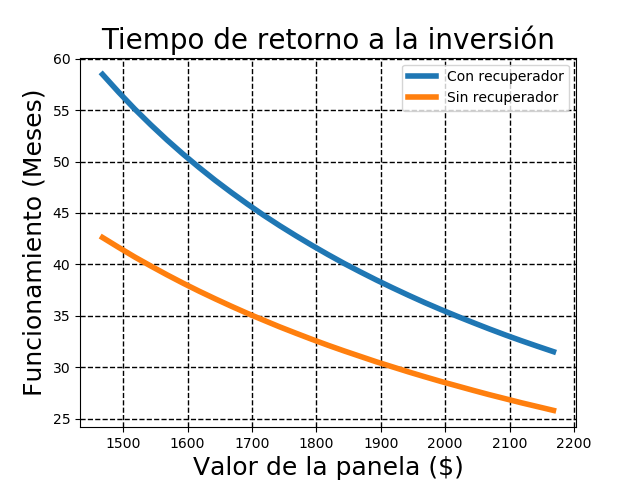 Tiempo de retorno a la inversión
Con recuperador
Sin recuperador
Funcionamiento (Meses)
60
55
50
45
40
35
30
25
1500 1600 1700 1800 1900 2000 2100 2200
Valor de la panela ($)